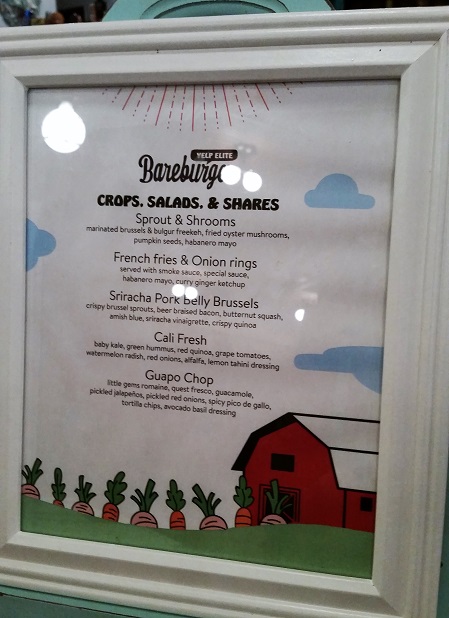 YELP ELITE
Bareburger
CROPS, SALADS, & SHARES
Sprout & Shrooms
marinated brussels & bulgur freekeh, fried oyster mushrooms,
pumpkin seeds, habanero mayo
French fries & Onion rings
served with smoke sauce, special sauce,
habanero mayo, curry ginger ketchup
Sriracha Pork Belly Brussels
crispy brussel sprouts, beer braised bacon, butternut squash,
amish blue, sriracha vinaigrette, crispy quinoa
Cali Fresh
baby kale, green hummus, red quinoa, grape tomatoes,
watermelon radish, red onions, alfalfa, lemon tahini dressing
Guapo Chop
little gems romaine, quest fresco, guacamole,
pickled jalapeños, pickled red onions, spicy pico de gallo,
tortilla chips, avocado basil dressing